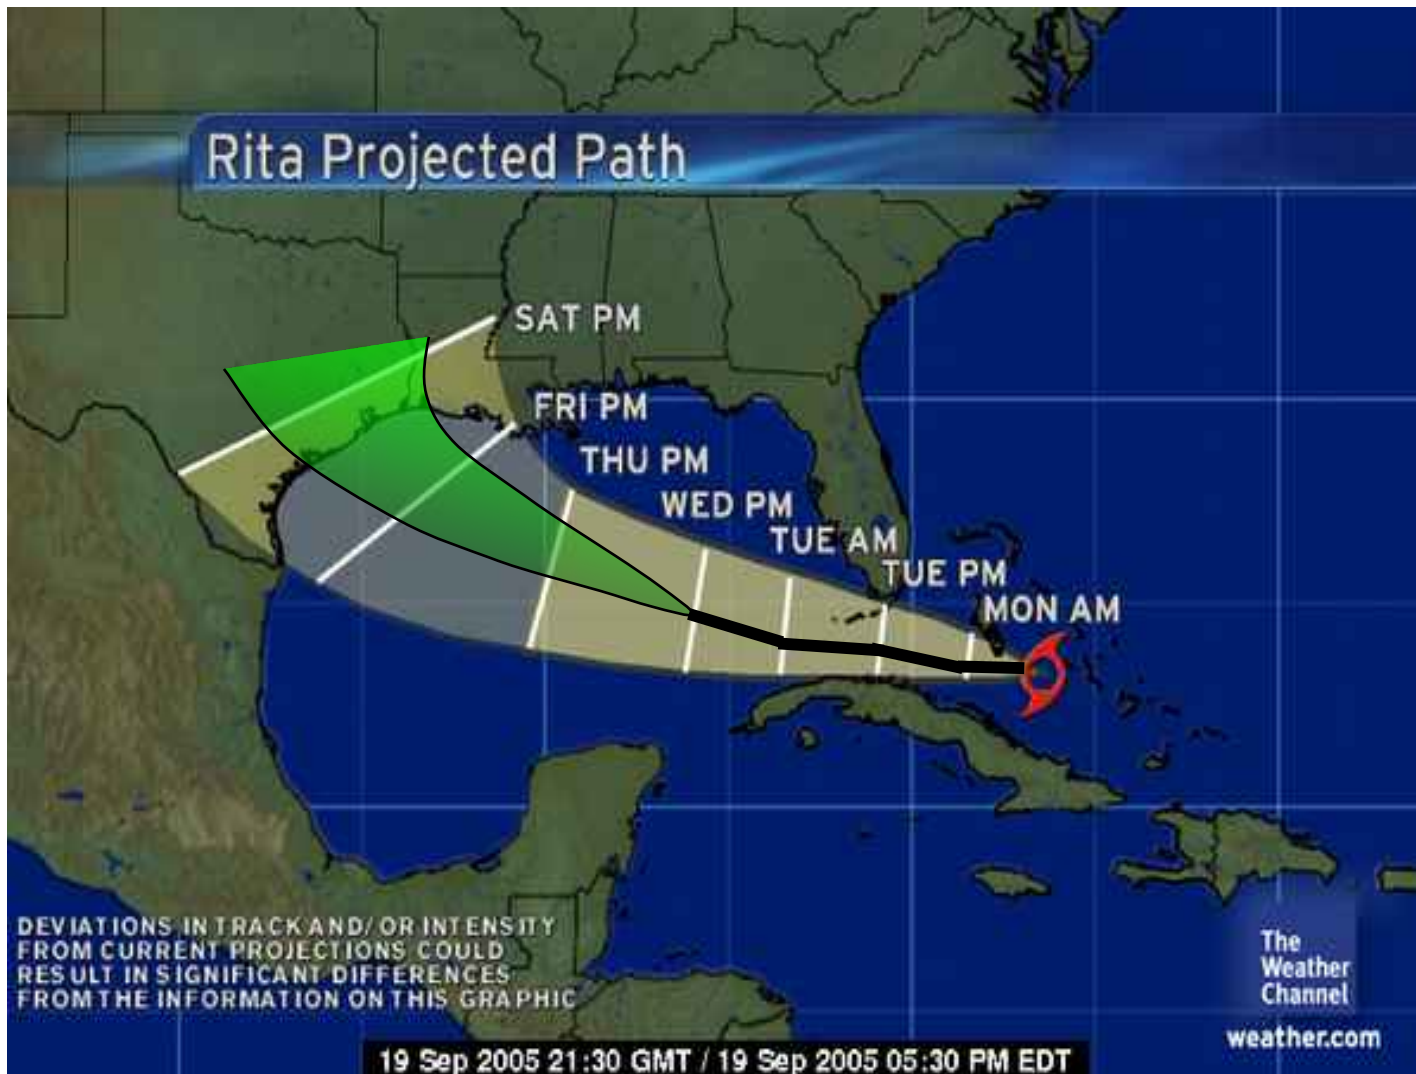 Rita Projected Path
SAT PM
FRI PM
THU PM
WED PM
TUE AM
TUE PM
MON AM
DEVIATIONS IN TRACK AND/OR INTENSITY
FROM CURRENT PROJECTIONS COULD
RESULT IN SIGNIFICANT DIFFERENCES
FROM THE INFORMATION ON THIS GRAPHIC
The
Weather
Channel
weather.com
19 Sep 2005 21:30 GMT / 19 Sep 2005 05:30 PM EDT